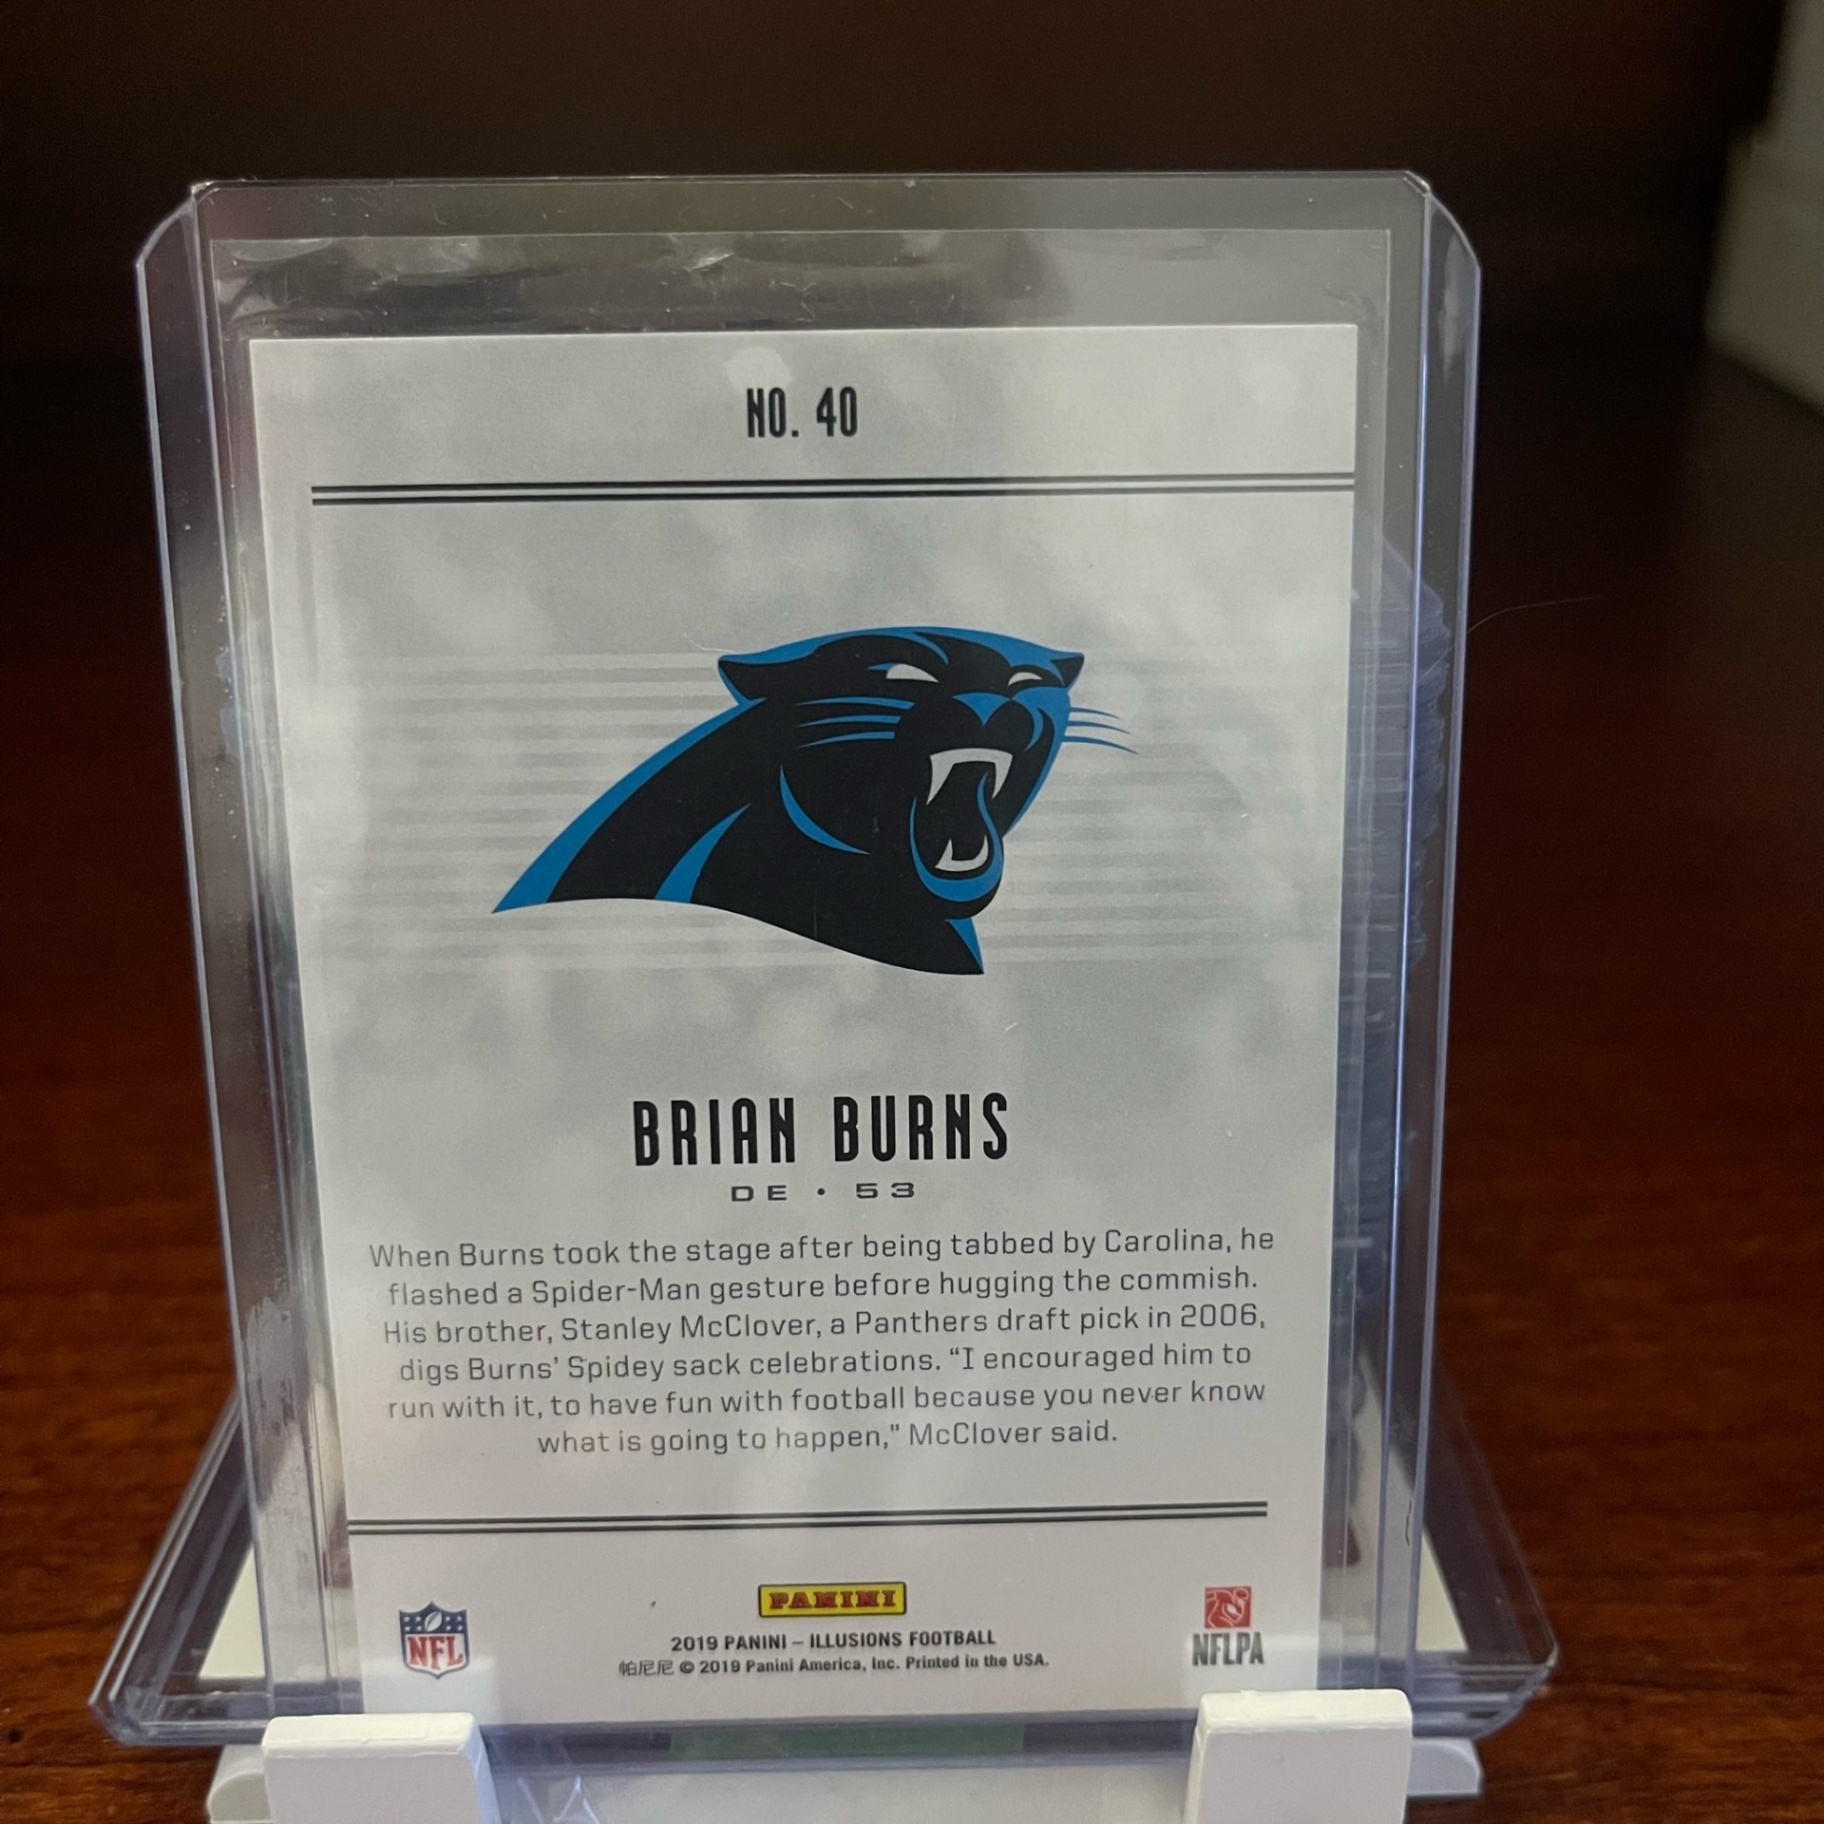 NO. 40
BRIAN BURNS
DE • 53
When Burns took the stage after being tabbed by Carolina, he
flashed a Spider-Man gesture before hugging the commish.
His brother, Stanley McClover, a Panthers draft pick in 2006,
digs Burns’ Spidey sack celebrations. “I encouraged him to
run with it, to have fun with football because you never know
what is going to happen,” McClover said.
PANINI
NFL
2019 PANINI – ILLUSIONS FOOTBALL
帕尼尼 © 2019 Panini America, Inc. Printed in the USA.
NFLPA